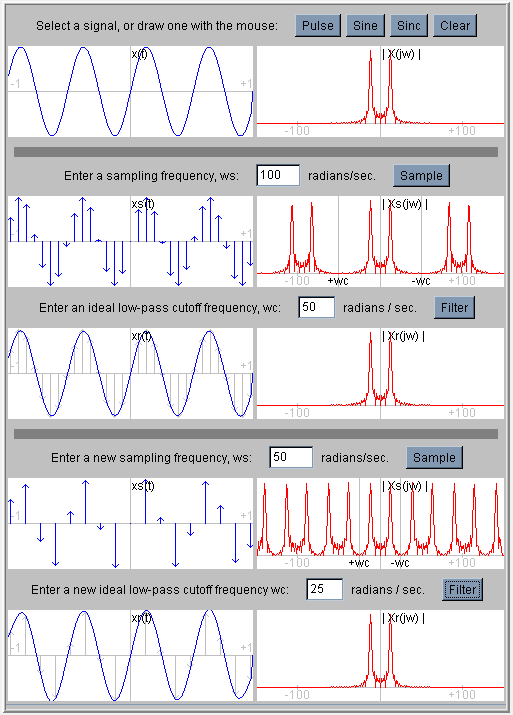 Select a signal, or draw one with the mouse: Pulse Sine Sinc Clear
x(t) | X(jw) |
-1 +1
-100 +100
Enter a sampling frequency, ws: 100 radians/sec. Sample
xs(t) | Xs(jw) |
-1 +1
-100 +100
+wc -wc
Enter an ideal low-pass cutoff frequency, wc: 50 radians / sec. Filter
xr(t) | Xr(jw) |
-1 +1
-100 +100
Enter a new sampling frequency, ws: 50 radians/sec. Sample
xs(t) | Xs(jw) |
-1 +1
-100 +100
+wc -wc
Enter a new ideal low-pass cutoff frequency wc: 25 radians / sec. Filter
xr(t) | Xr(jw) |
-1 +1
-100 +100